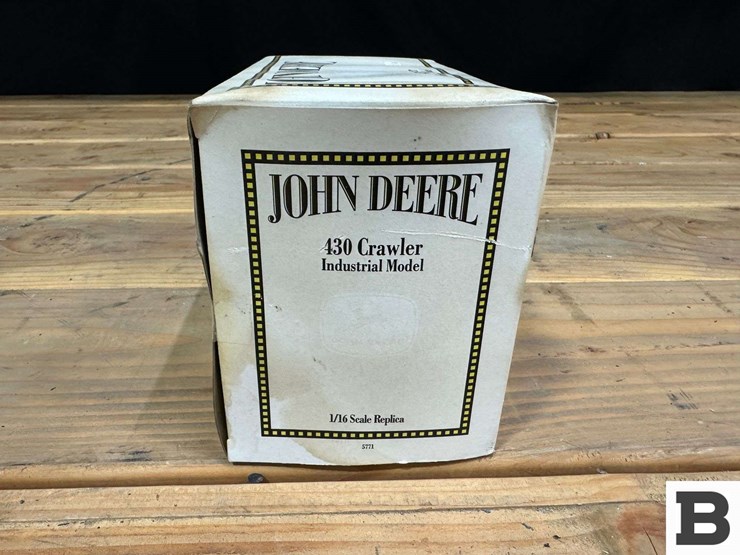 JOHN DEERE
430 Crawler
Industrial Model
1/16 Scale Replica
5771
B